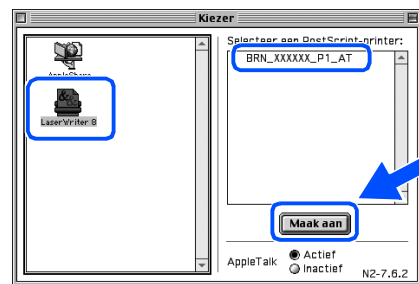 Kiezer
AppleShare
LaserWriter 8
Selecteer een PostScript-printer:
BRN_XXXXXX_P1_AT
Maak aan
AppleTalk
Actief
Inactief
N2-7.6.2